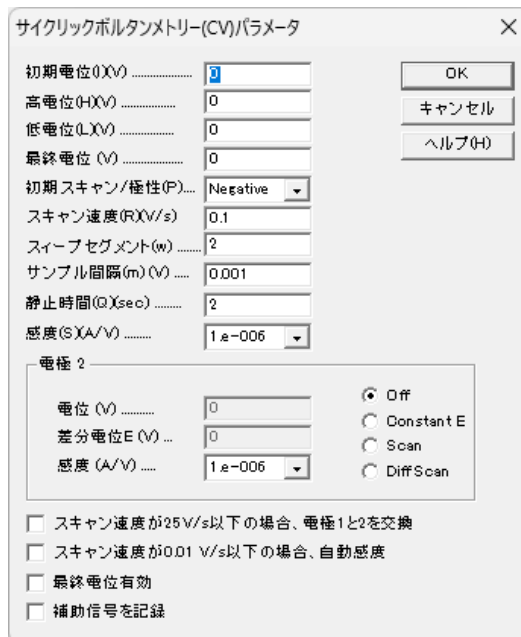 サイクリックボルタンメトリー(CV)パラメータ
初期電位(I)(V) .................. 0
OK
高電位(H)(V) ................ 0
キャンセル
低電位(L)(V) ................ 0
ヘルプ(H)
最終電位 (V) .................. 0
初期スキャン/極性(P).... Negative
スキャン速度(R)(V/s) 0.1
スィープセグメント(w) ....... 2
サンプル間隔(m) (V) ..... 0.001
静止時間(Q)(sec) ......... 2
感度(S)(A/V) ........ 1.e-006
電極 2
電位 (V) .......... 0
差分電位E (V) ... 0
感度 (A/V) ..... 1.e-006
Off
Constant E
Scan
Diff Scan
スキャン速度が25V/s以下の場合、電極1と2を交換
スキャン速度が0.01 V/s以下の場合、自動感度
最終電位有効
補助信号を記録